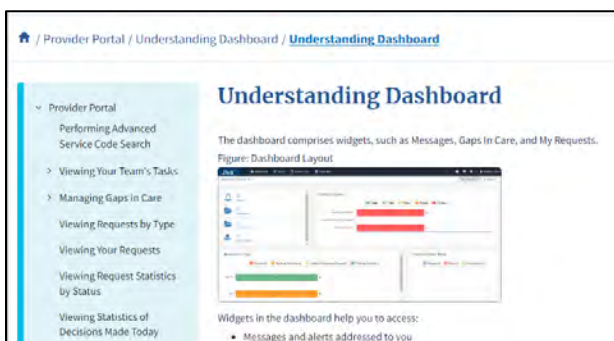 / Provider Portal / Understanding Dashboard / Understanding Dashboard
Provider Portal
Performing Advanced
Service Code Search
Viewing Your Team's Tasks
Managing Gaps in Care
Viewing Requests by Type
Viewing Your Requests
Viewing Request Statistics
by Status
Viewing Statistics of
Decisions Made Today
Understanding Dashboard
The dashboard comprises widgets, such as Messages, Gaps In Care, and My Requests.
Figure: Dashboard Layout
Widgets in the dashboard help you to access:
Messages and alerts addressed to you